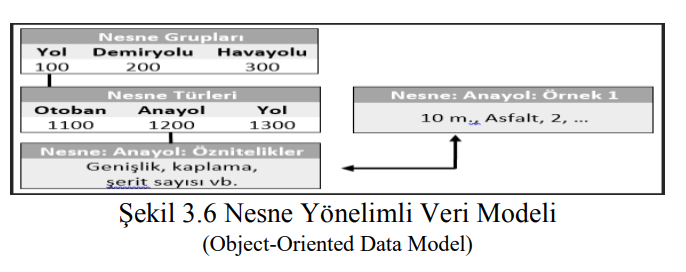 Nesne Grupları
Yol Demiryolu Havayolu
100 200 300
Nesne Türleri
Otoban Anayol Yol
1100 1200 1300
Nesne: Anayol: Öznitelikler
Genişlik, kaplama,
şerit sayısı vb.
Nesne: Anayol: Örnek 1
10 m., Asfalt, 2, ...
Şekil 3.6 Nesne Yönelimli Veri Modeli
(Object-Oriented Data Model)